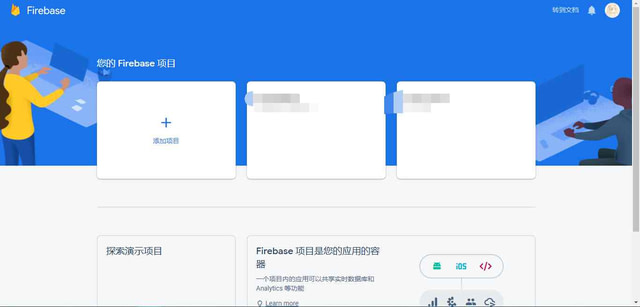 Firebase
转到文档
您的 Firebase 项目
添加项目
探索演示项目
Firebase 项目是您的应用的容
器
iOS
一个项目内的应用可以共享实时数据库和
Analytics 等功能
Learn more